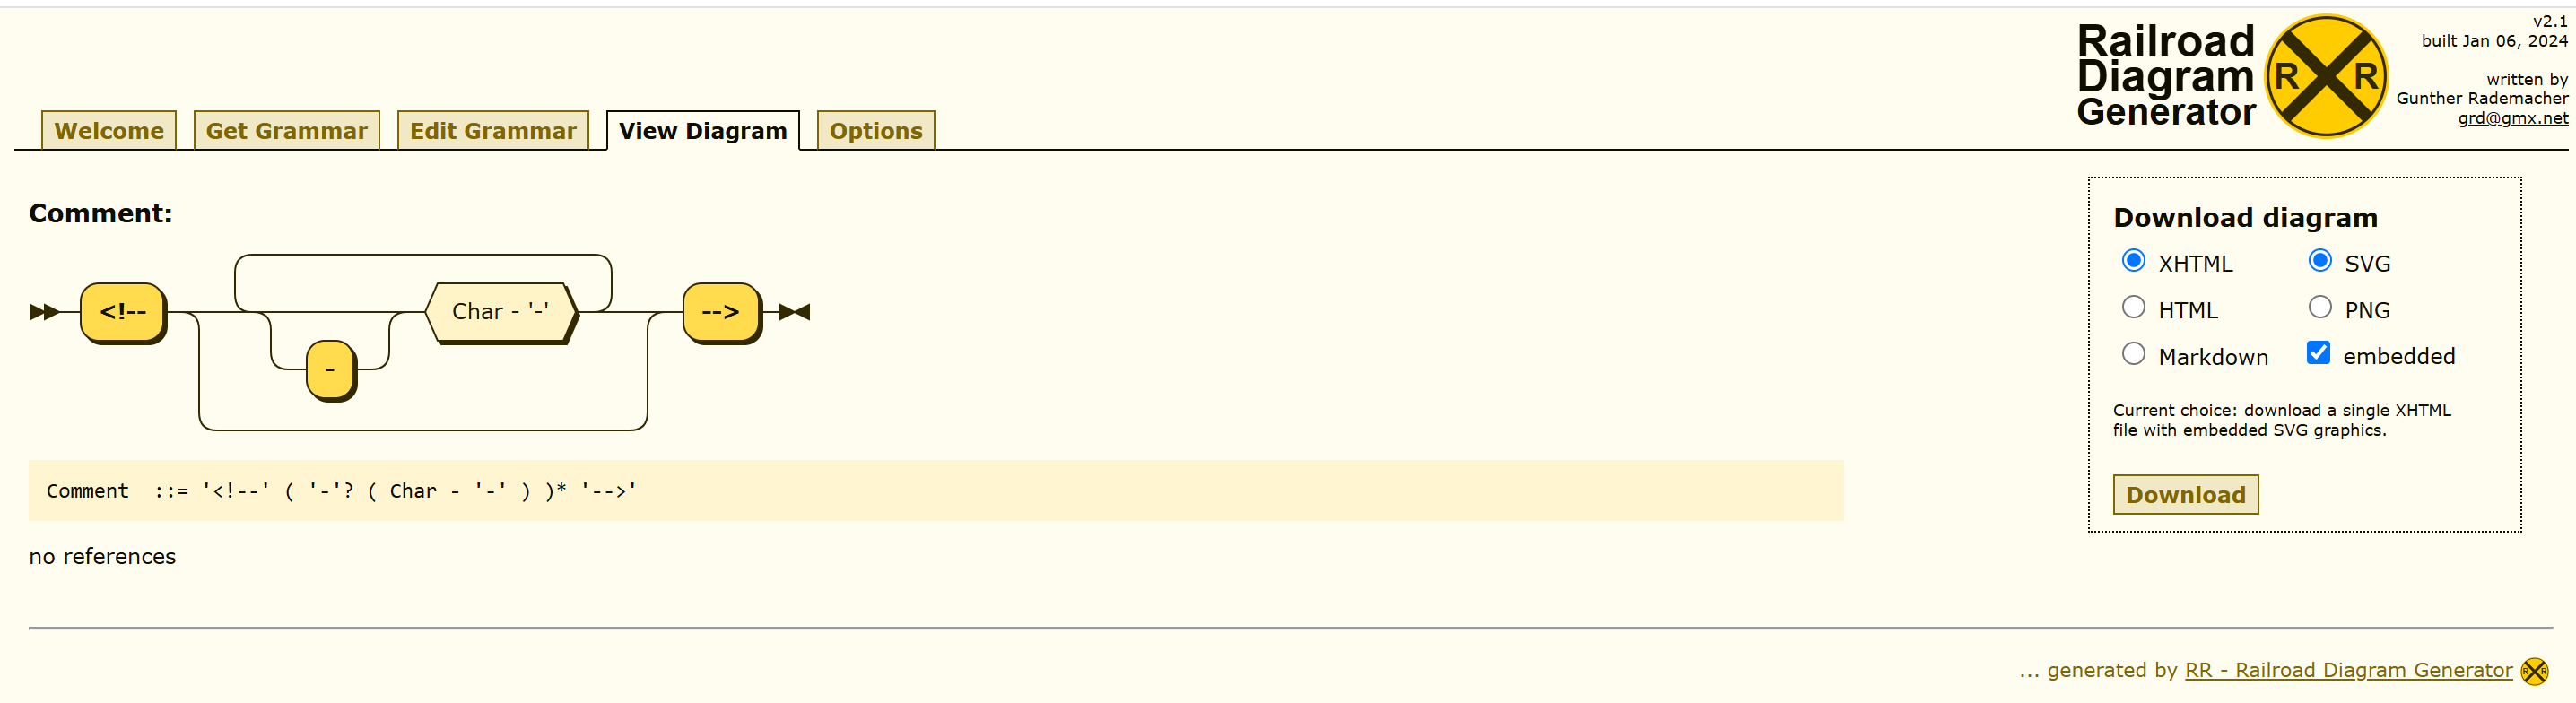 v2.1
built Jan 06, 2024
written by
Gunther Rademacher
grd@gmx.net
Railroad
Diagram
Generator
R R
Welcome Get Grammar Edit Grammar View Diagram Options
Comment:
<!-- Char - '-' -->
-
Comment ::= '<!--' ( '-'? ( Char - '-' ) )* '-->'
no references
Download diagram
XHTML SVG
HTML PNG
Markdown embedded
Current choice: download a single XHTML
file with embedded SVG graphics.
Download
... generated by RR - Railroad Diagram Generator R R